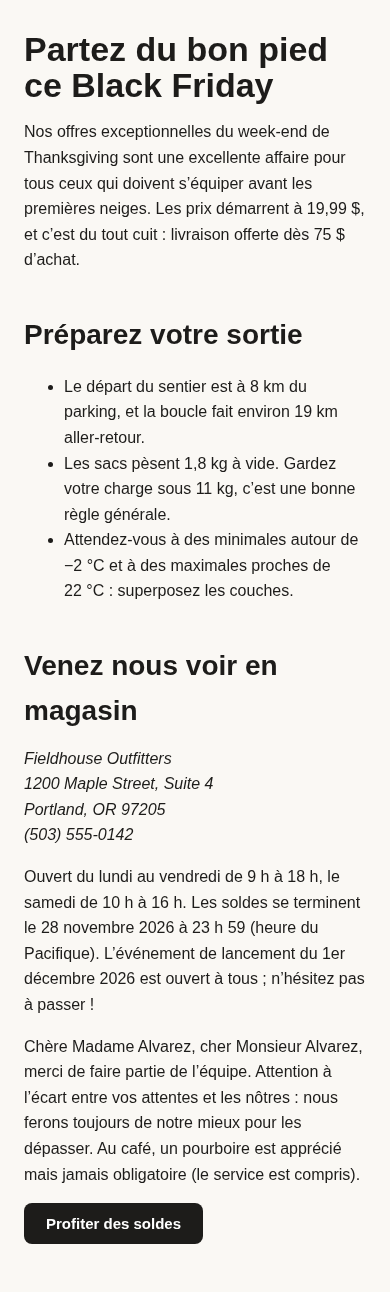 Partez du bon pied
ce Black Friday
Nos offres exceptionnelles du week-end de
Thanksgiving sont une excellente affaire pour
tous ceux qui doivent s’équiper avant les
premières neiges. Les prix démarrent à 19,99 $,
et c’est du tout cuit : livraison offerte dès 75 $
d’achat.
Préparez votre sortie
• Le départ du sentier est à 8 km du
parking, et la boucle fait environ 19 km
aller-retour.
• Les sacs pèsent 1,8 kg à vide. Gardez
votre charge sous 11 kg, c’est une bonne
règle générale.
• Attendez-vous à des minimales autour de
−2 °C et à des maximales proches de
22 °C : superposez les couches.
Venez nous voir en
magasin
Fieldhouse Outfitters
1200 Maple Street, Suite 4
Portland, OR 97205
(503) 555-0142
Ouvert du lundi au vendredi de 9 h à 18 h, le
samedi de 10 h à 16 h. Les soldes se terminent
le 28 novembre 2026 à 23 h 59 (heure du
Pacifique). L’événement de lancement du 1er
décembre 2026 est ouvert à tous ; n’hésitez pas
à passer !
Chère Madame Alvarez, cher Monsieur Alvarez,
merci de faire partie de l’équipe. Attention à
l’écart entre vos attentes et les nôtres : nous
ferons toujours de notre mieux pour les
dépasser. Au café, un pourboire est apprécié
mais jamais obligatoire (le service est compris).
Profiter des soldes